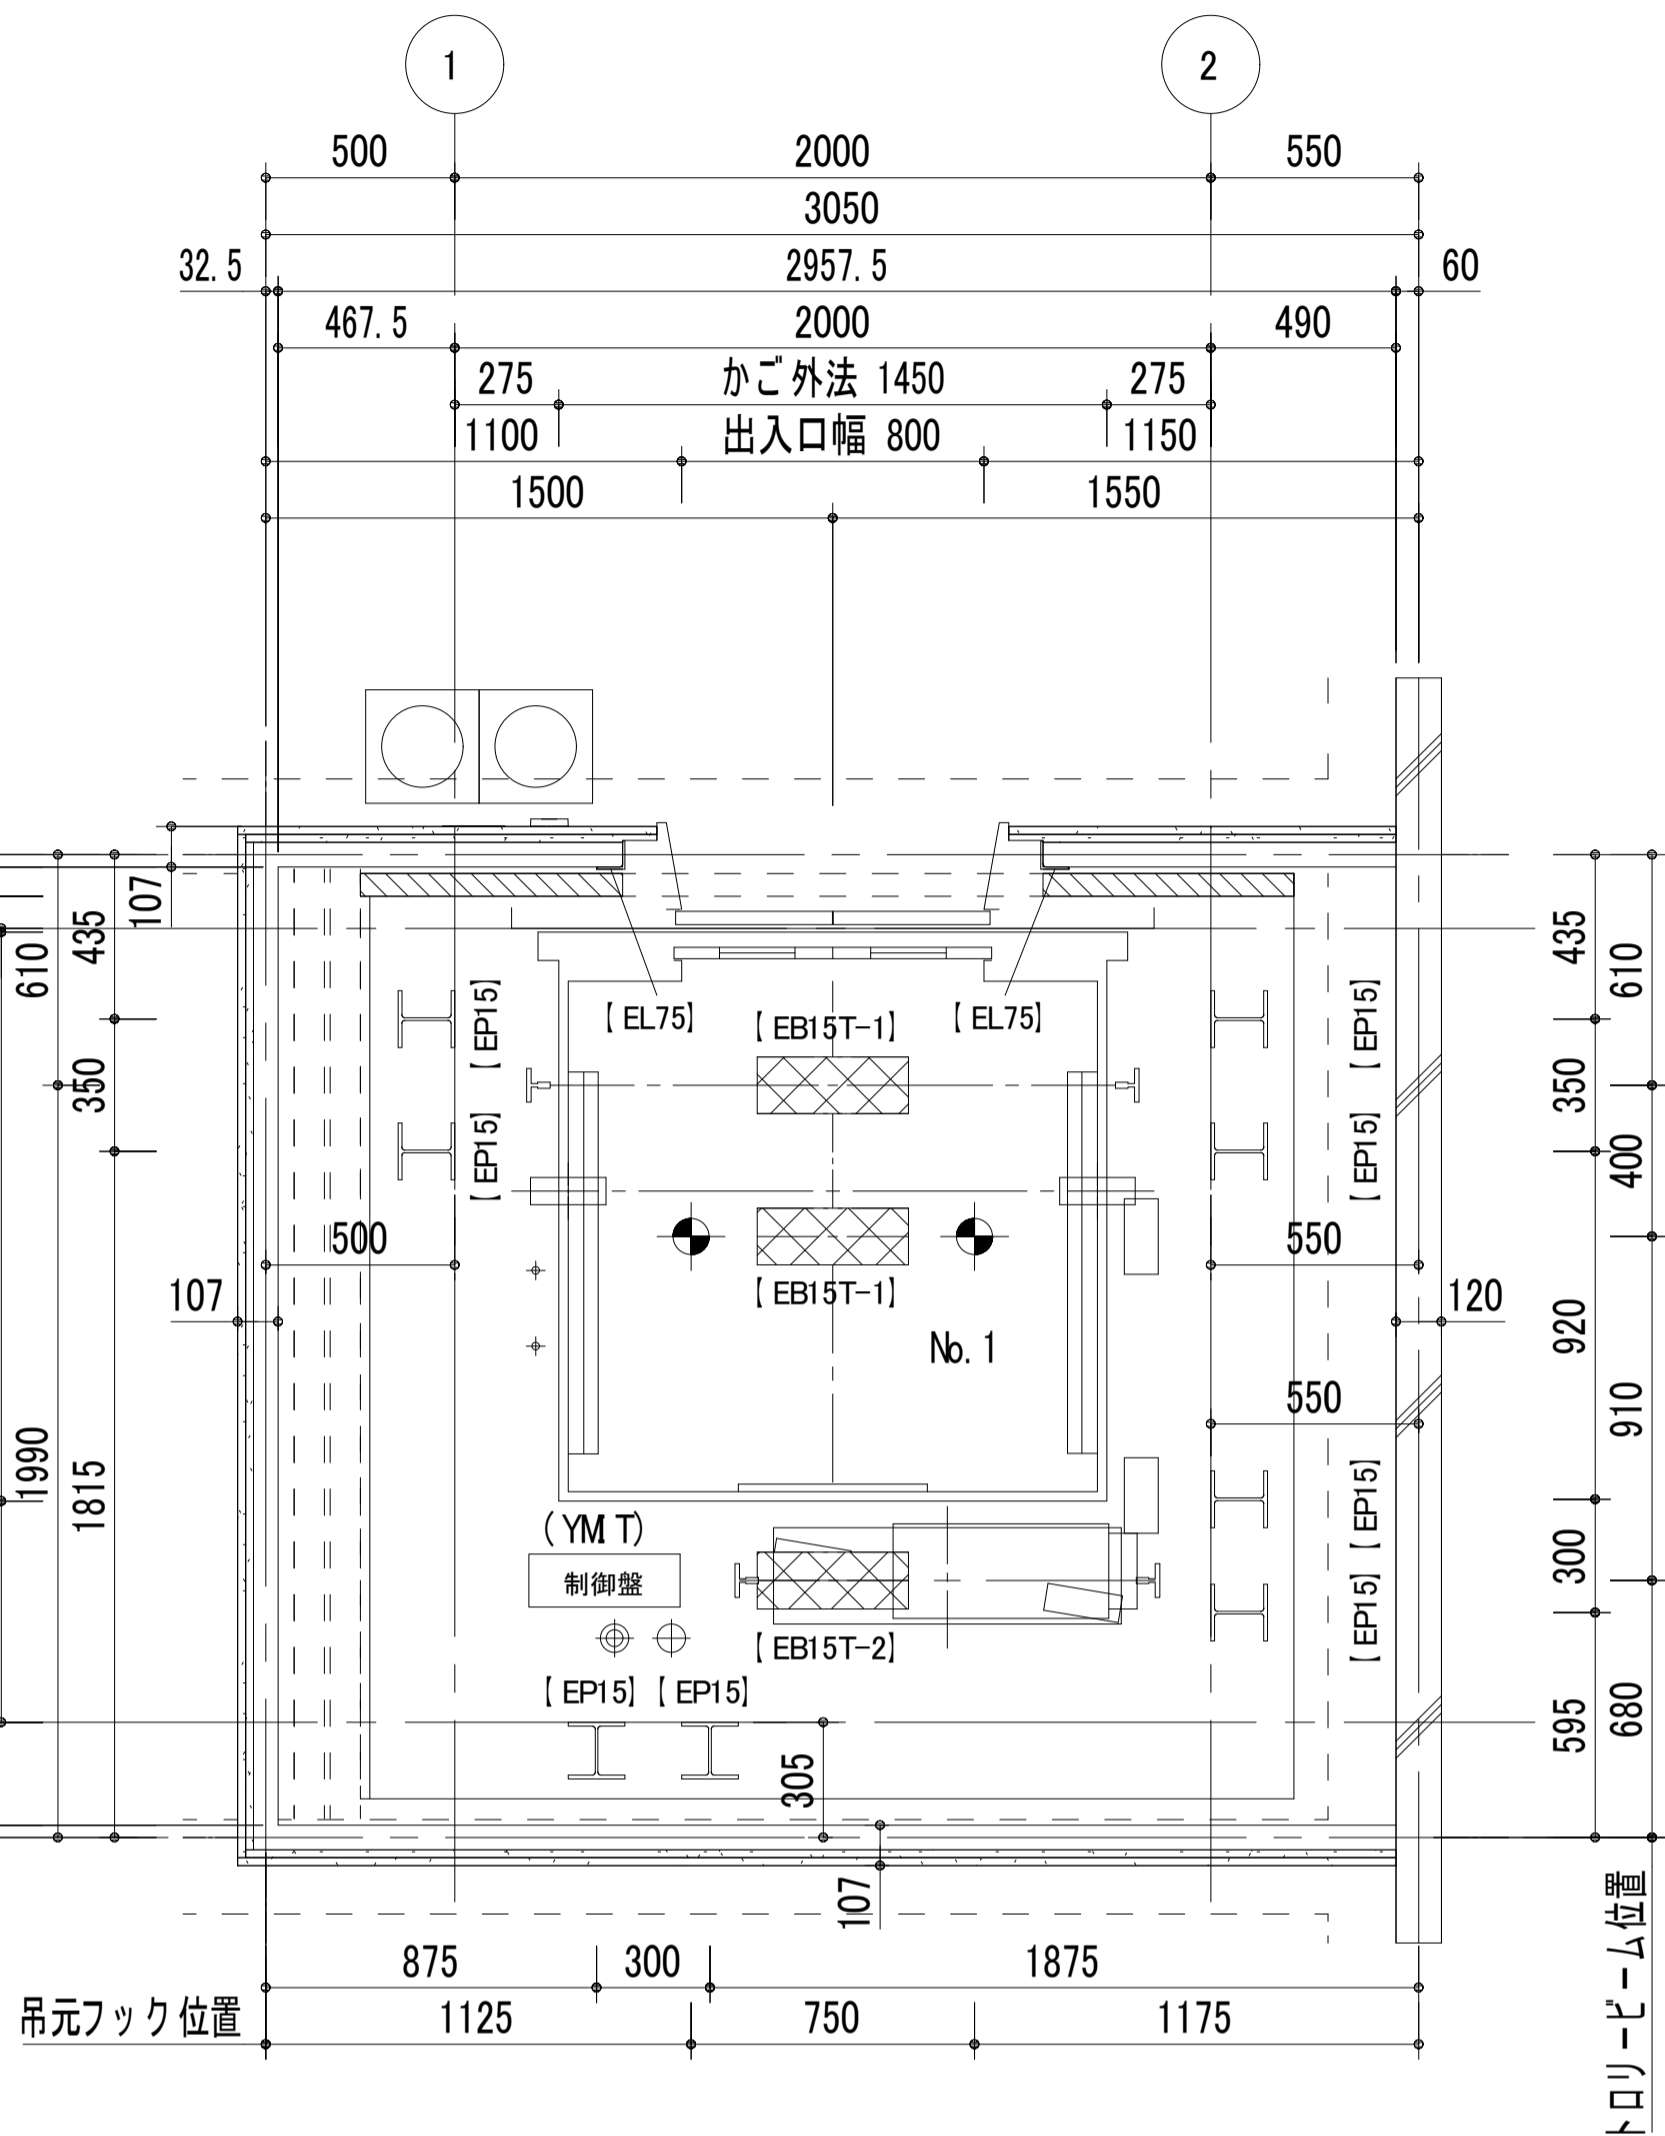 1
2
500 2000 550
3050
32.5 2957.5 60
467.5 2000 490
275 かご外法 1450 275
1100 出入口幅 800 1150
1500 1550
107
435
610
350
1990
1815
435
610
350
400
920
910
300
595
680
【EL75】
【EL75】
【EB15T-1】
【EP15】
【EP15】
【EP15】
【EP15】
500
550
107
120
【EB15T-1】
No.1
550
【EP15】
【EP15】
(YMIT)
制御盤
【EB15T-2】
【EP15】【EP15】
305
107
875 300 1875
吊元フック位置 1125 750 1175
トロリービーム位置